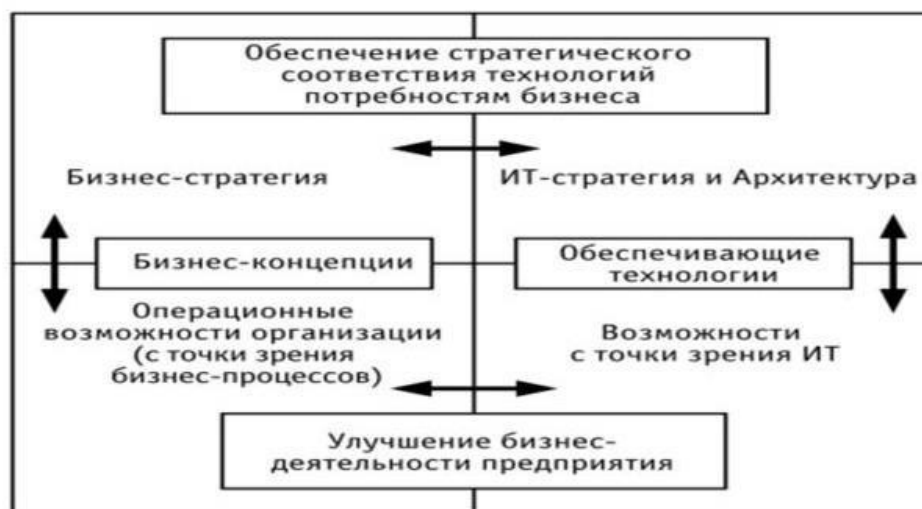 Обеспечение стратегического
соответствия технологий
потребностям бизнеса
Бизнес-стратегия
ИТ-стратегия и Архитектура
Бизнес-концепции
Обеспечивающие
технологии
Операционные
возможности организации
(с точки зрения
бизнес-процессов)
Возможности
с точки зрения ИТ
Улучшение бизнес-
деятельности предприятия